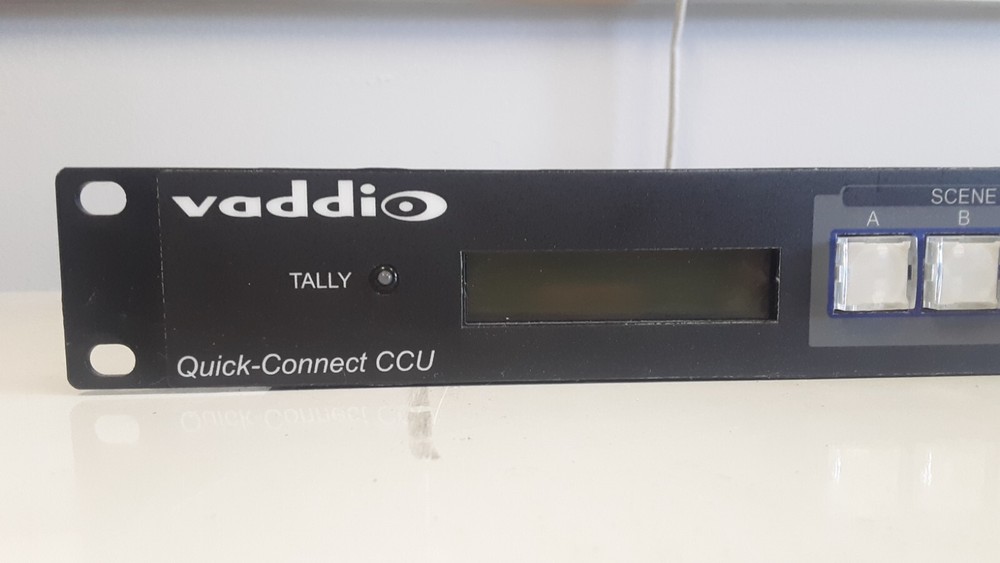 vaddio
SCENE
A B
TALLY
Quick-Connect CCU